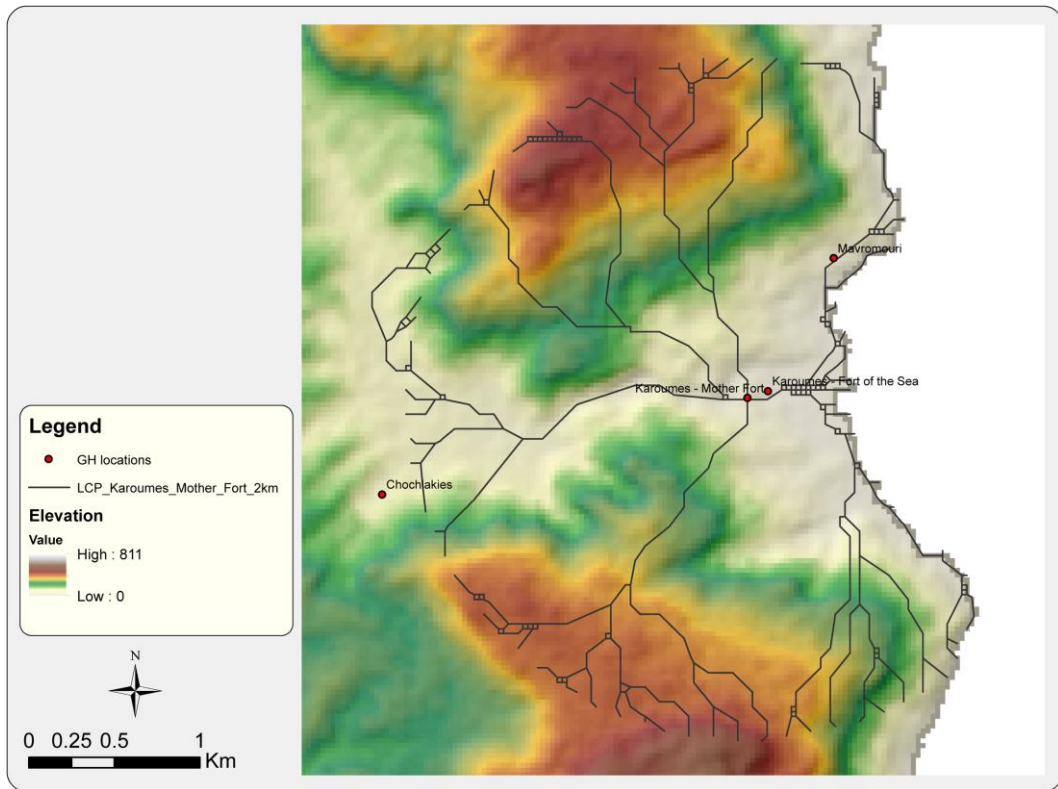 Mavromouri
Karoumes - Mother Fort
Karoumes - Fort of the Sea
Chochlakies
Legend
GH locations
LCP_Karoumes_Mother_Fort_2km
Elevation
Value
High : 811
Low : 0
N
0 0.25 0.5 1
Km